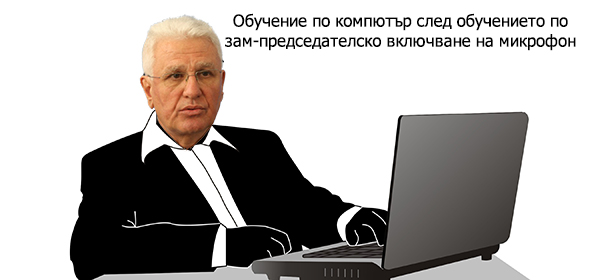 Обучение по компютър след обучението по
зам-председателско включване на микрофон